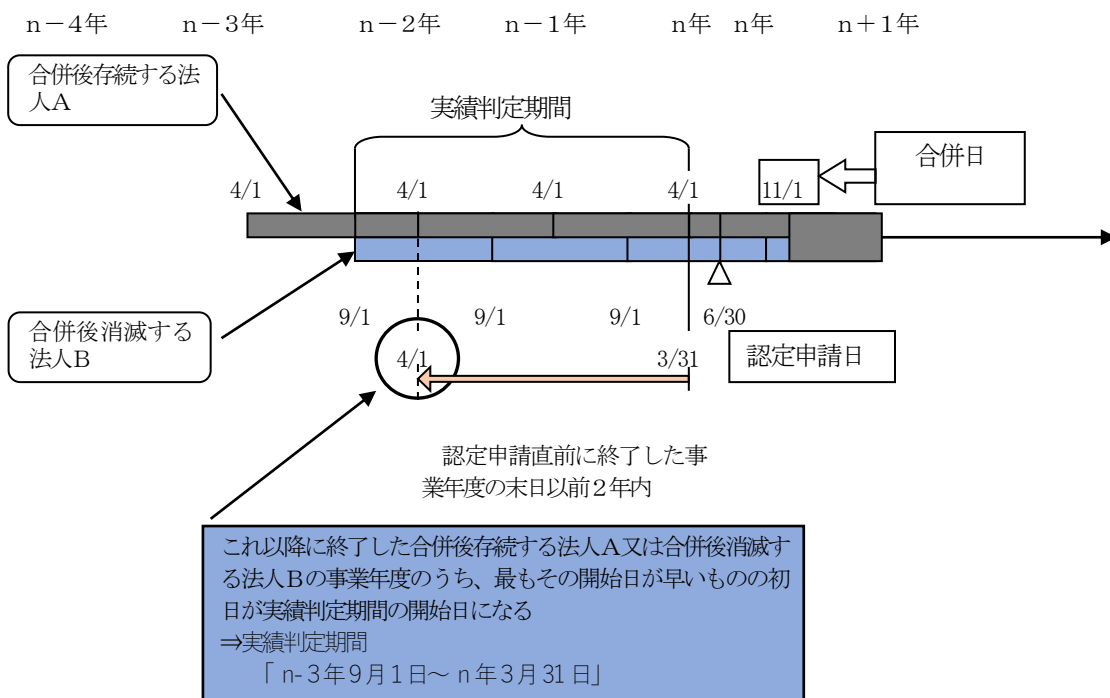 n－4年 n－3年 n－2年 n－1年 n年 n年 n＋1年
合併後存続する法
人A
実績判定期間
合併日
4/1 4/1 4/1 4/1 11/1
合併後消滅する
法人B
9/1 9/1 9/1 6/30
4/1 3/31
認定申請日
認定申請直前に終了した事
業年度の末日以前２年内
これ以降に終了した合併後存続する法人A又は合併後消滅す
る法人Bの事業年度のうち、最もその開始日が早いものの初
日が実績判定期間の開始日になる
⇒実績判定期間
「n-3年9月1日～n年3月31日」